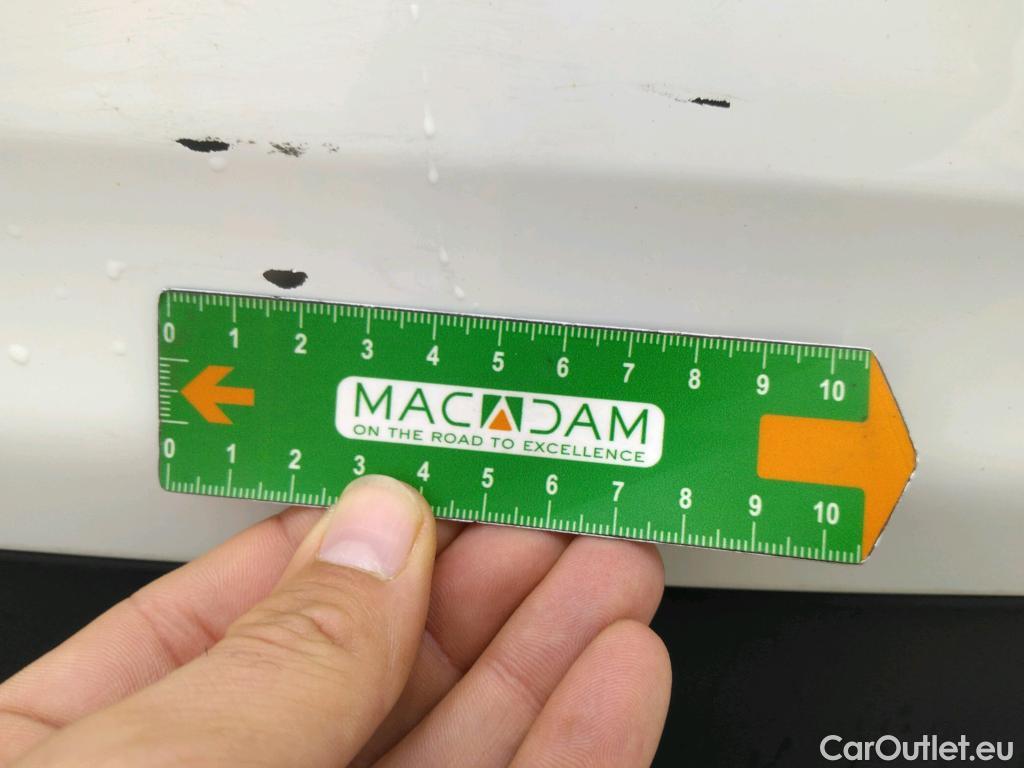 0 1 2 3 4 5 6 7 8 9 10
MACADAM
ON THE ROAD TO EXCELLENCE
0 1 2 3 4 5 6 7 8 9 10
CarOutlet.eu